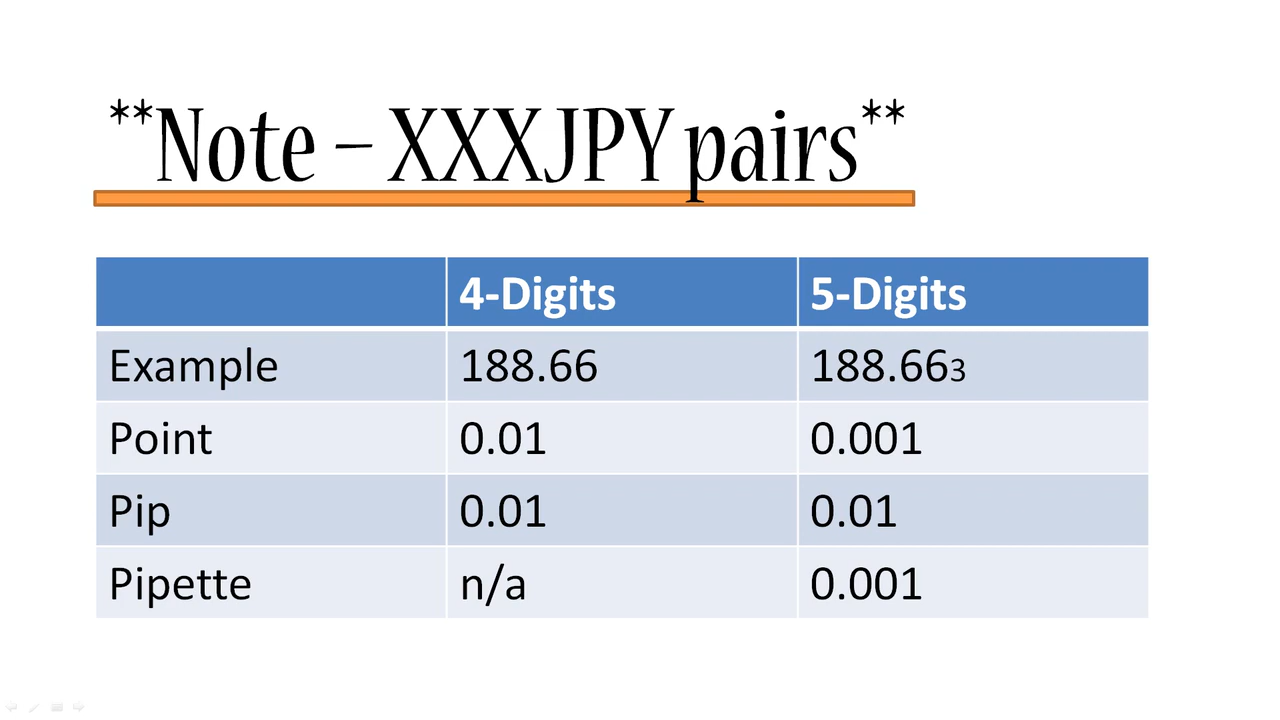 **Note – XXXJPY pairs**
4-Digits 5-Digits
Example 188.66 188.663
Point 0.01 0.001
Pip 0.01 0.01
Pipette n/a 0.001